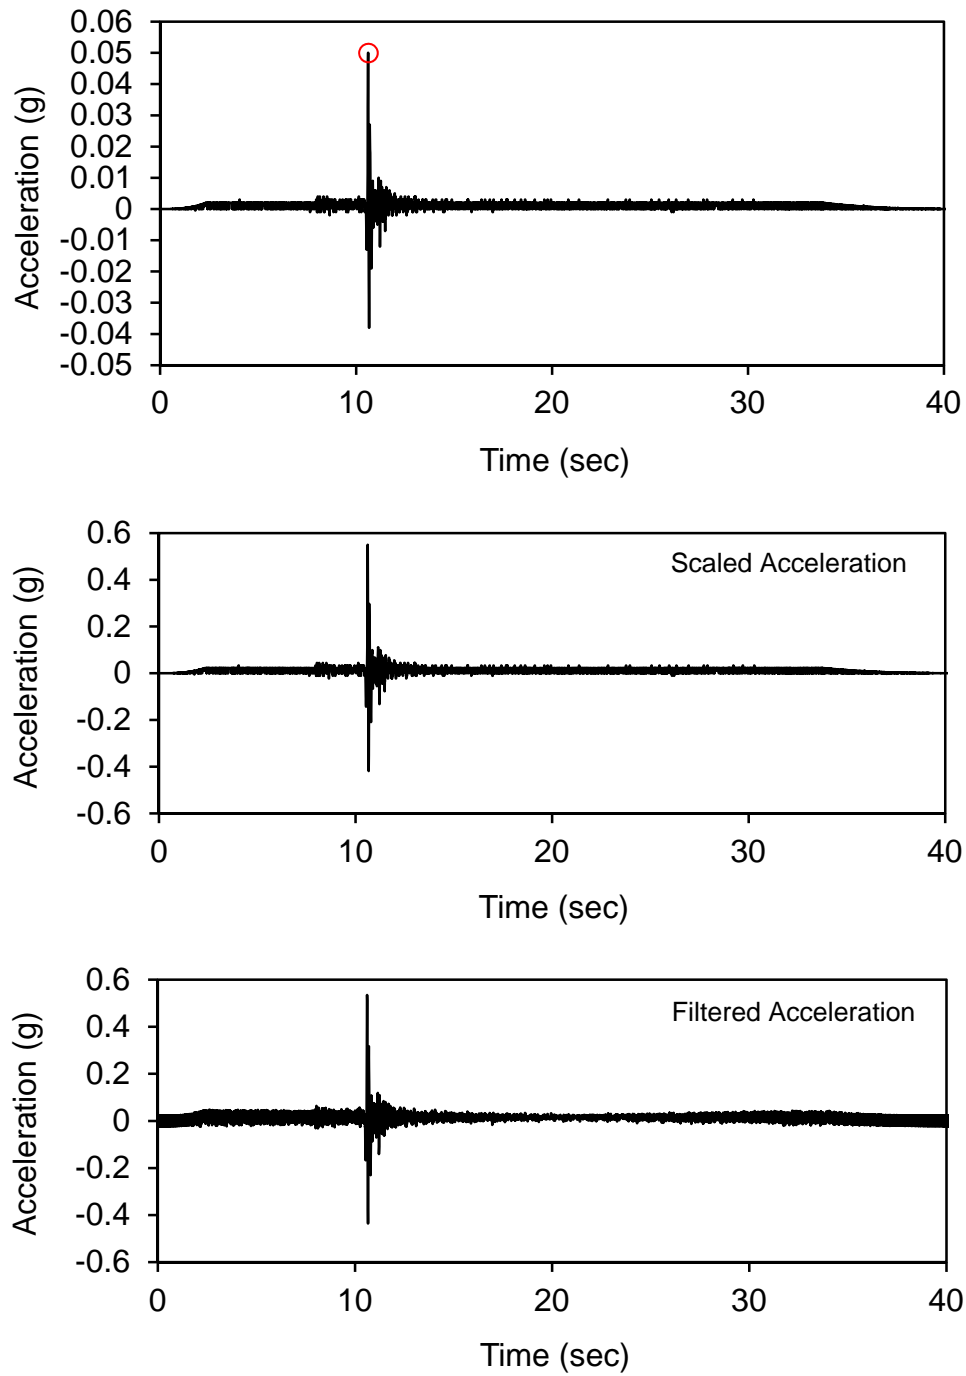 Acceleration (g)
0.06
0.05
0.04
0.03
0.02
0.01
0
-0.01
-0.02
-0.03
-0.04
-0.05
0 10 20 30 40
Time (sec)
Acceleration (g)
Scaled Acceleration
0.6
0.4
0.2
0
-0.2
-0.4
-0.6
0 10 20 30 40
Time (sec)
Acceleration (g)
Filtered Acceleration
0.6
0.4
0.2
0
-0.2
-0.4
-0.6
0 10 20 30 40
Time (sec)